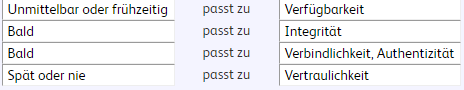 Unmittelbar oder frühzeitig passt zu Verfügbarkeit
Bald passt zu Integrität
Bald passt zu Verbindlichkeit, Authentizität
Spät oder nie passt zu Vertraulichkeit